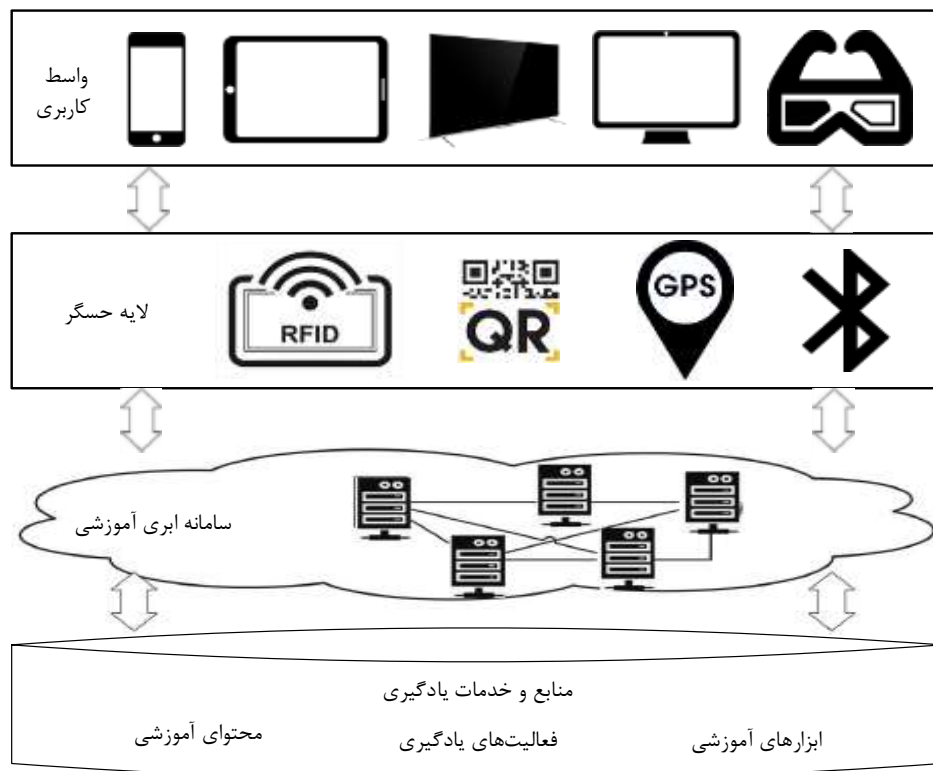 واسط
کاربری
لایه حسگر
RFID
QR
GPS
سامانه ابری آموزشی
منابع و خدمات یادگیری
ابزارهای آموزشی
فعالیت‌های یادگیری
محتوای آموزشی